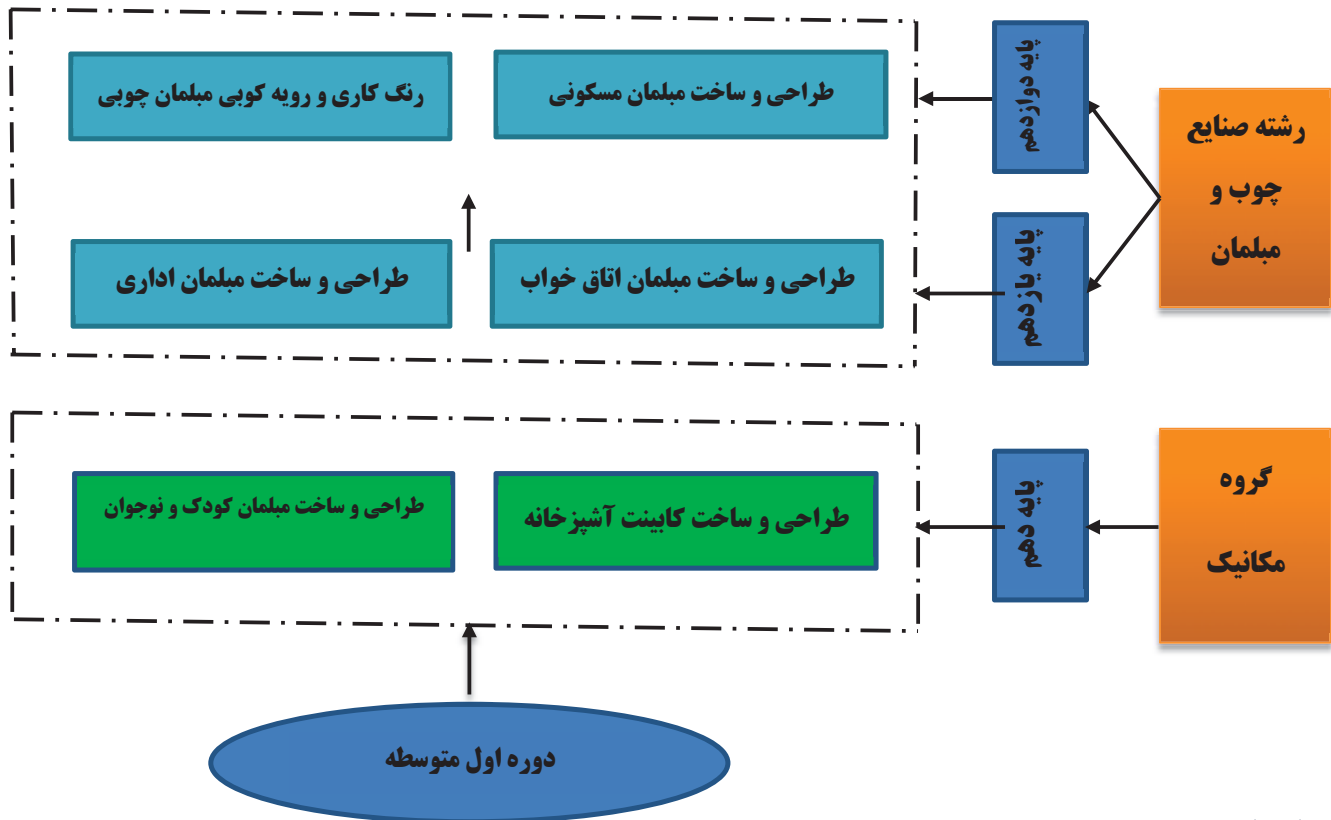 رشته صنایع
چوب و
مبلمان
پایه دوازدهم
طراحی و ساخت مبلمان مسکونی
رنگ کاری و رویه کوبی مبلمان چوبی
پایه یازدهم
طراحی و ساخت مبلمان اتاق خواب
طراحی و ساخت مبلمان اداری
گروه
مکانیک
پایه دهم
طراحی و ساخت کابینت آشپزخانه
طراحی و ساخت مبلمان کودک و نوجوان
دوره اول متوسطه